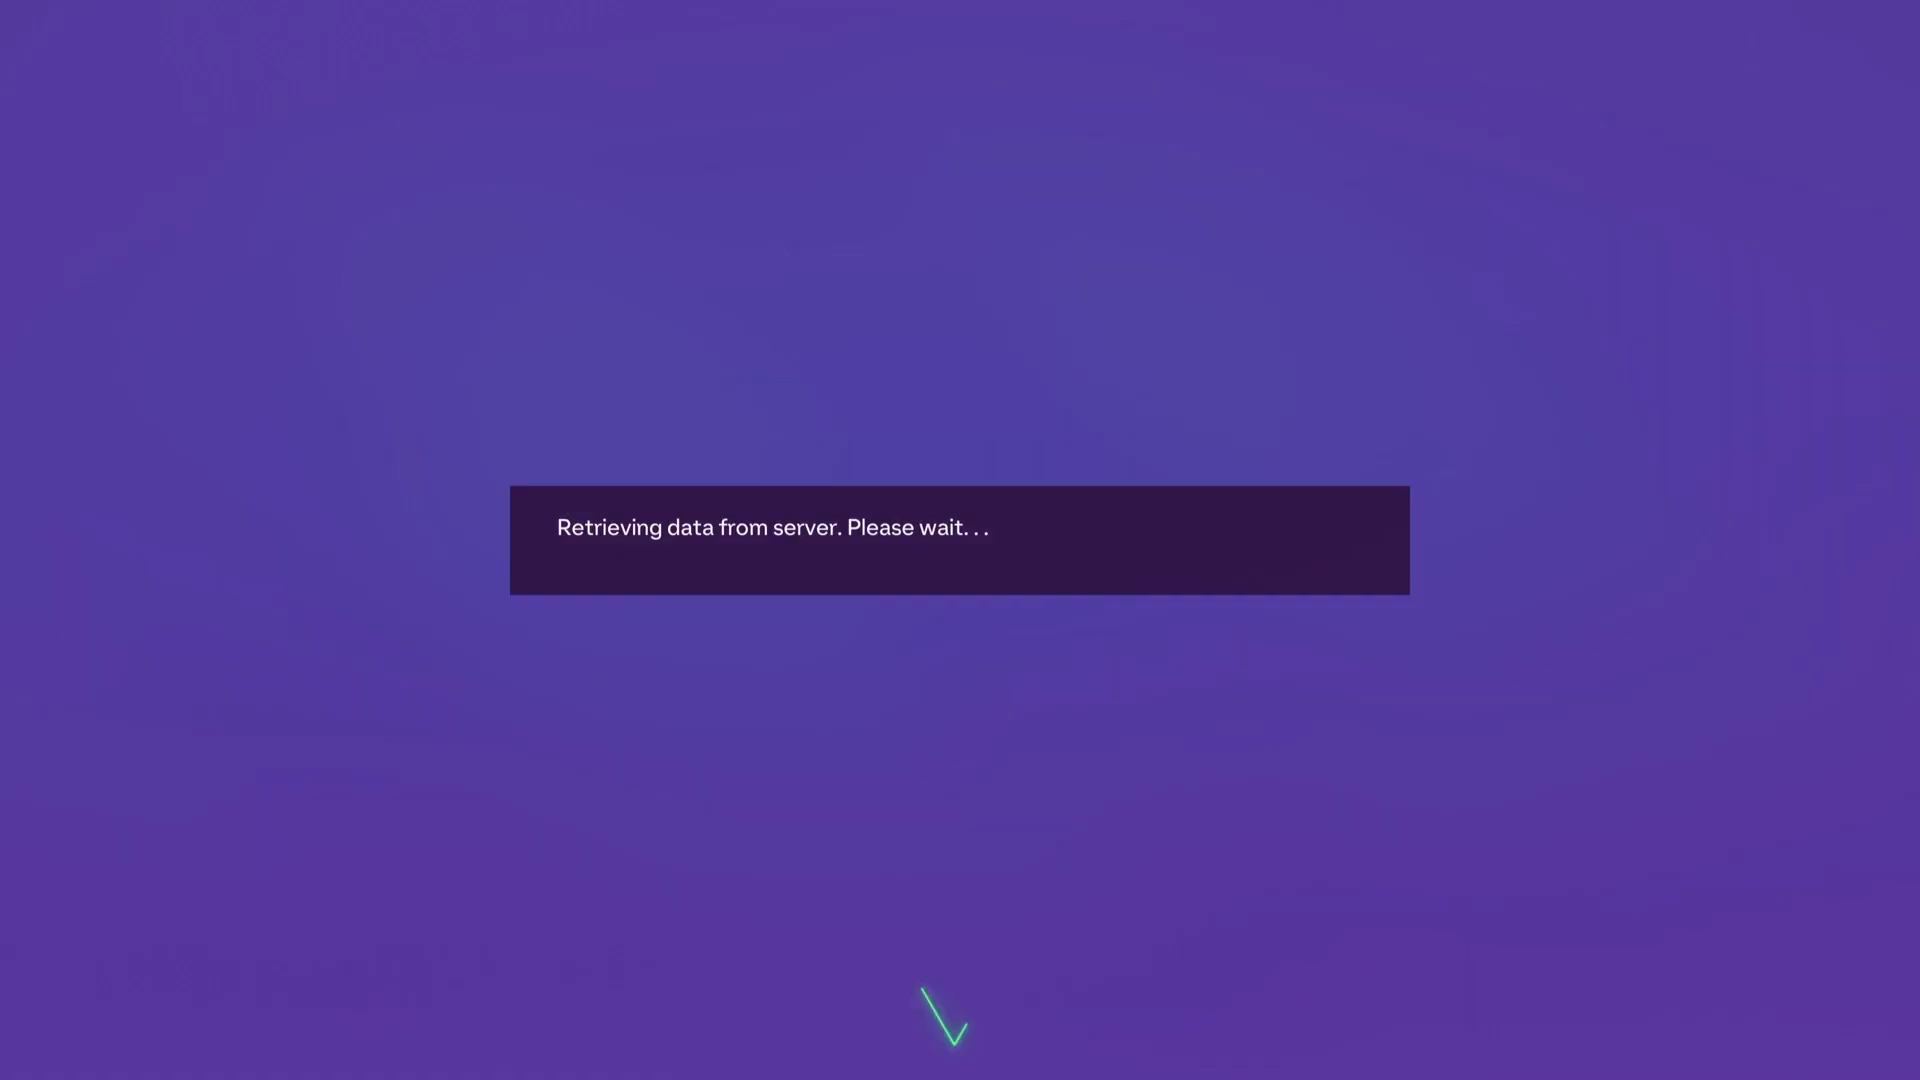 Retrieving data from server. Please wait. . .